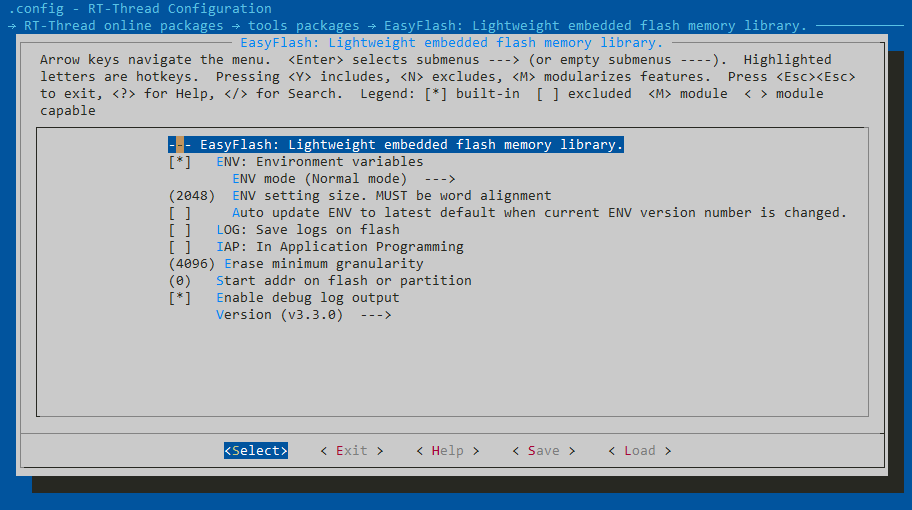 .config - RT-Thread Configuration
→ RT-Thread online packages → tools packages → EasyFlash: Lightweight embedded flash memory library.
EasyFlash: Lightweight embedded flash memory library.
Arrow keys navigate the menu.  <Enter> selects submenus ---> (or empty submenus ----).  Highlighted
letters are hotkeys.  Pressing <Y> includes, <N> excludes, <M> modularizes features.  Press <Esc><Esc>
to exit, <?> for Help, </> for Search.  Legend: [*] built-in  [ ] excluded  <M> module  < > module
capable
--- EasyFlash: Lightweight embedded flash memory library.
[*]   ENV: Environment variables
        ENV mode (Normal mode)  --->
(2048)  ENV setting size. MUST be word alignment
[ ]     Auto update ENV to latest default when current ENV version number is changed.
[ ]   LOG: Save logs on flash
[ ]   IAP: In Application Programming
(4096) Erase minimum granularity
(0)   Start addr on flash or partition
[*]   Enable debug log output
      Version (v3.3.0)  --->
<Select>    < Exit >    < Help >    < Save >    < Load >